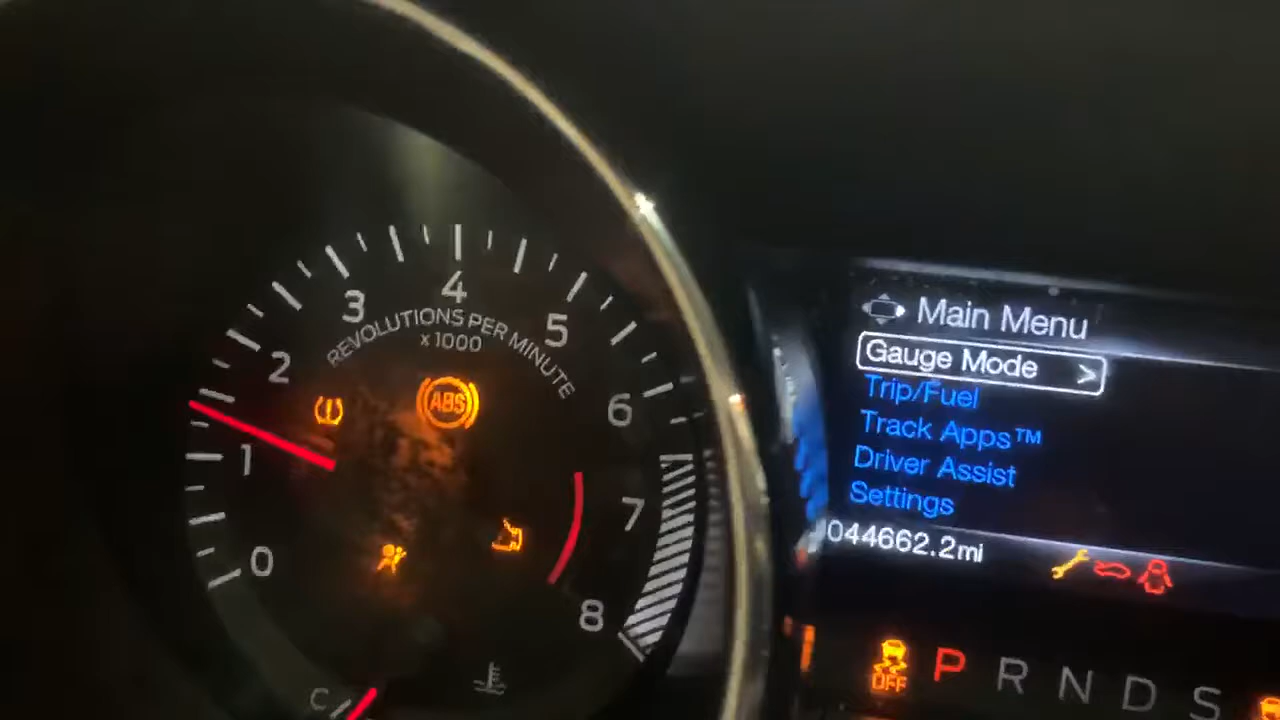 4
3
5
REVOLUTIONS PER MINUTE
x 1000
2
6
ABS
1
7
0
8
C
Main Menu
Gauge Mode >
Trip/Fuel
Track Apps™
Driver Assist
Settings
044662.2mi
OFF
P R N D S